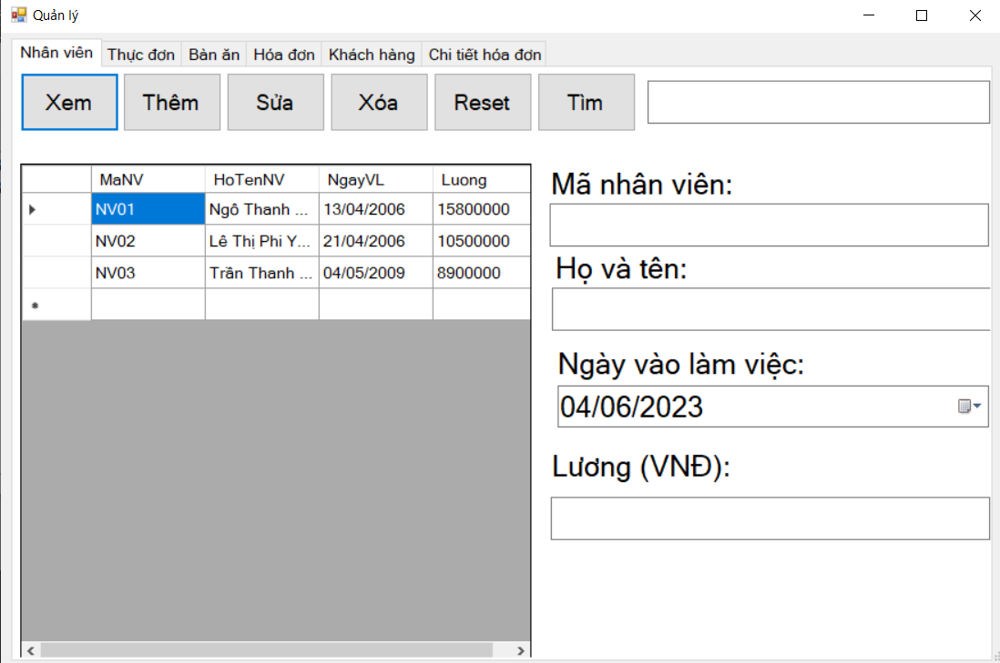 Quản lý
Nhân viên Thực đơn Bàn ăn Hóa đơn Khách hàng Chi tiết hóa đơn
Xem Thêm Sửa Xóa Reset Tìm
MaNV HoTenNV NgayVL Luong
NV01 Ngô Thanh ... 13/04/2006 15800000
NV02 Lê Thị Phi Y... 21/04/2006 10500000
NV03 Trần Thanh ... 04/05/2009 8900000
Mã nhân viên:
Họ và tên:
Ngày vào làm việc:
04/06/2023
Lương (VNĐ):